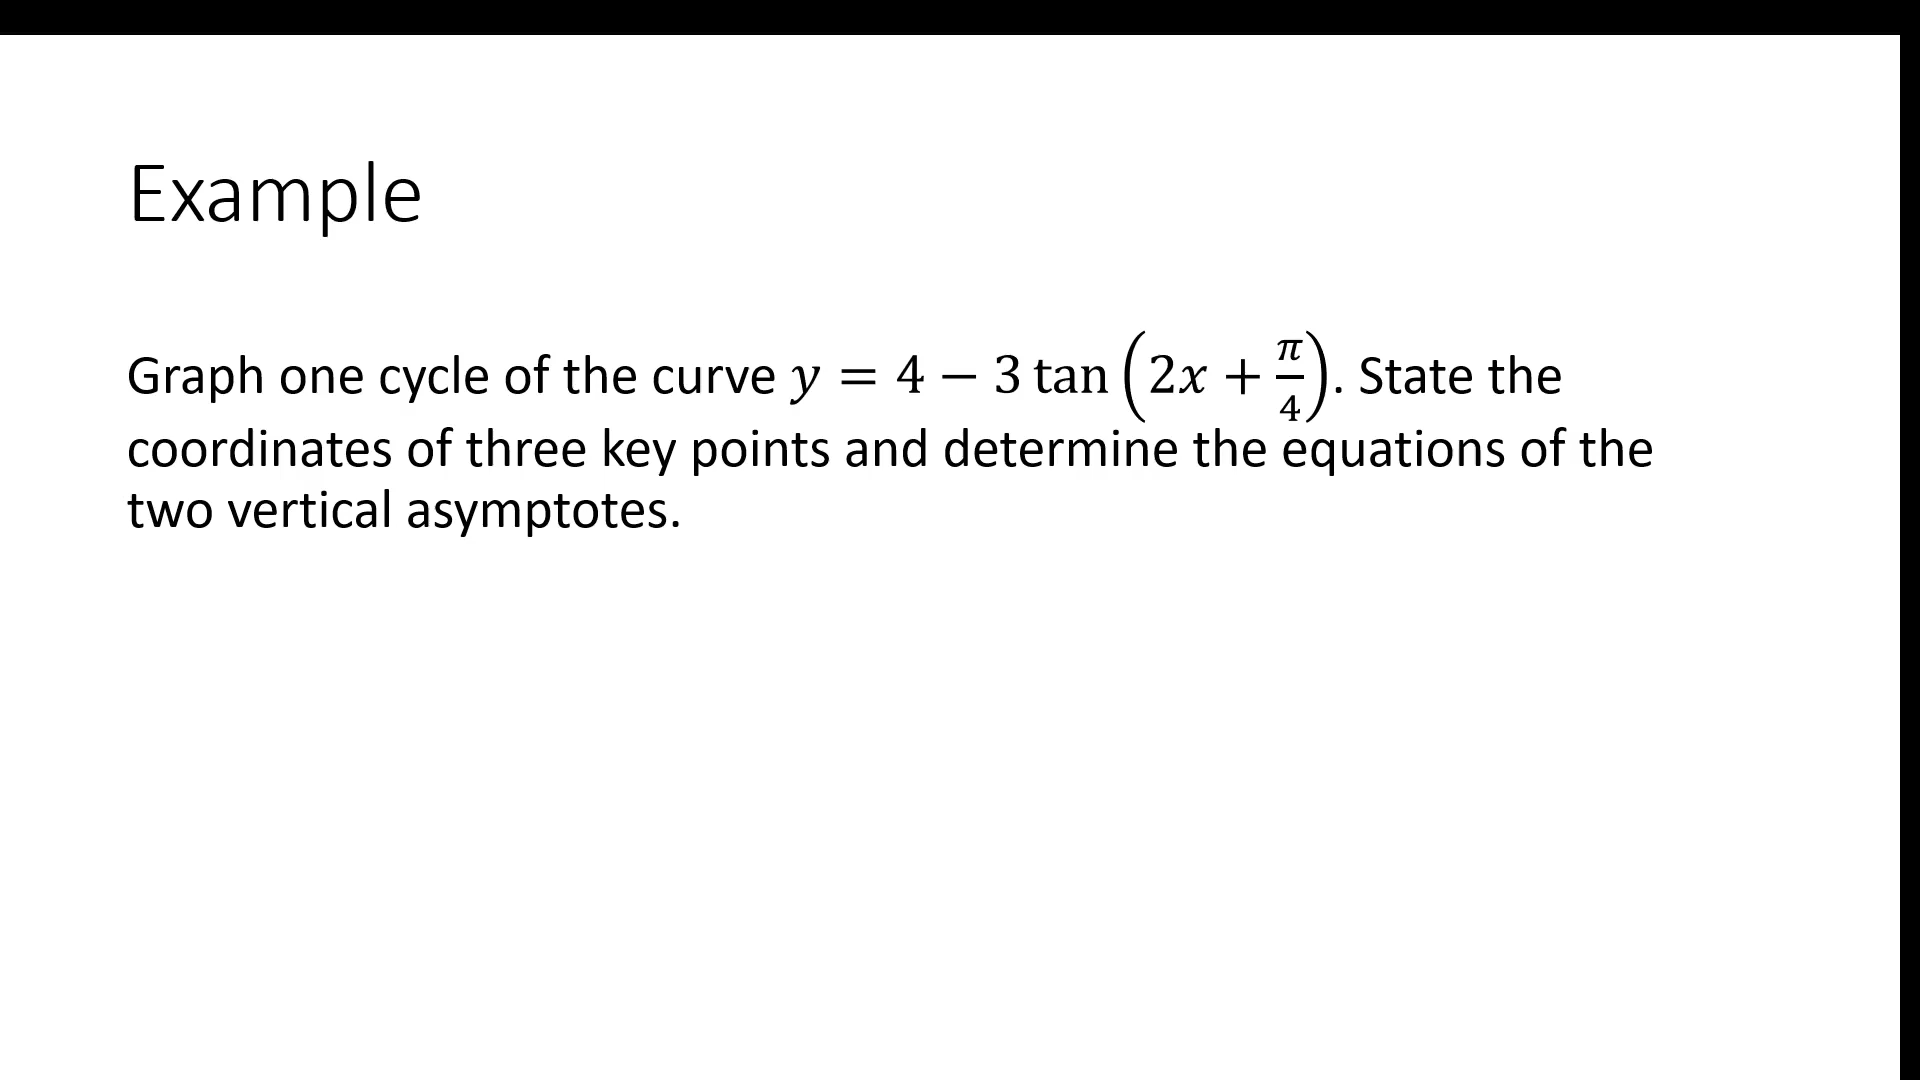 Example
Graph one cycle of the curve 𝑦 = 4 − 3 tan (2𝑥 + 𝜋/4). State the
coordinates of three key points and determine the equations of the
two vertical asymptotes.